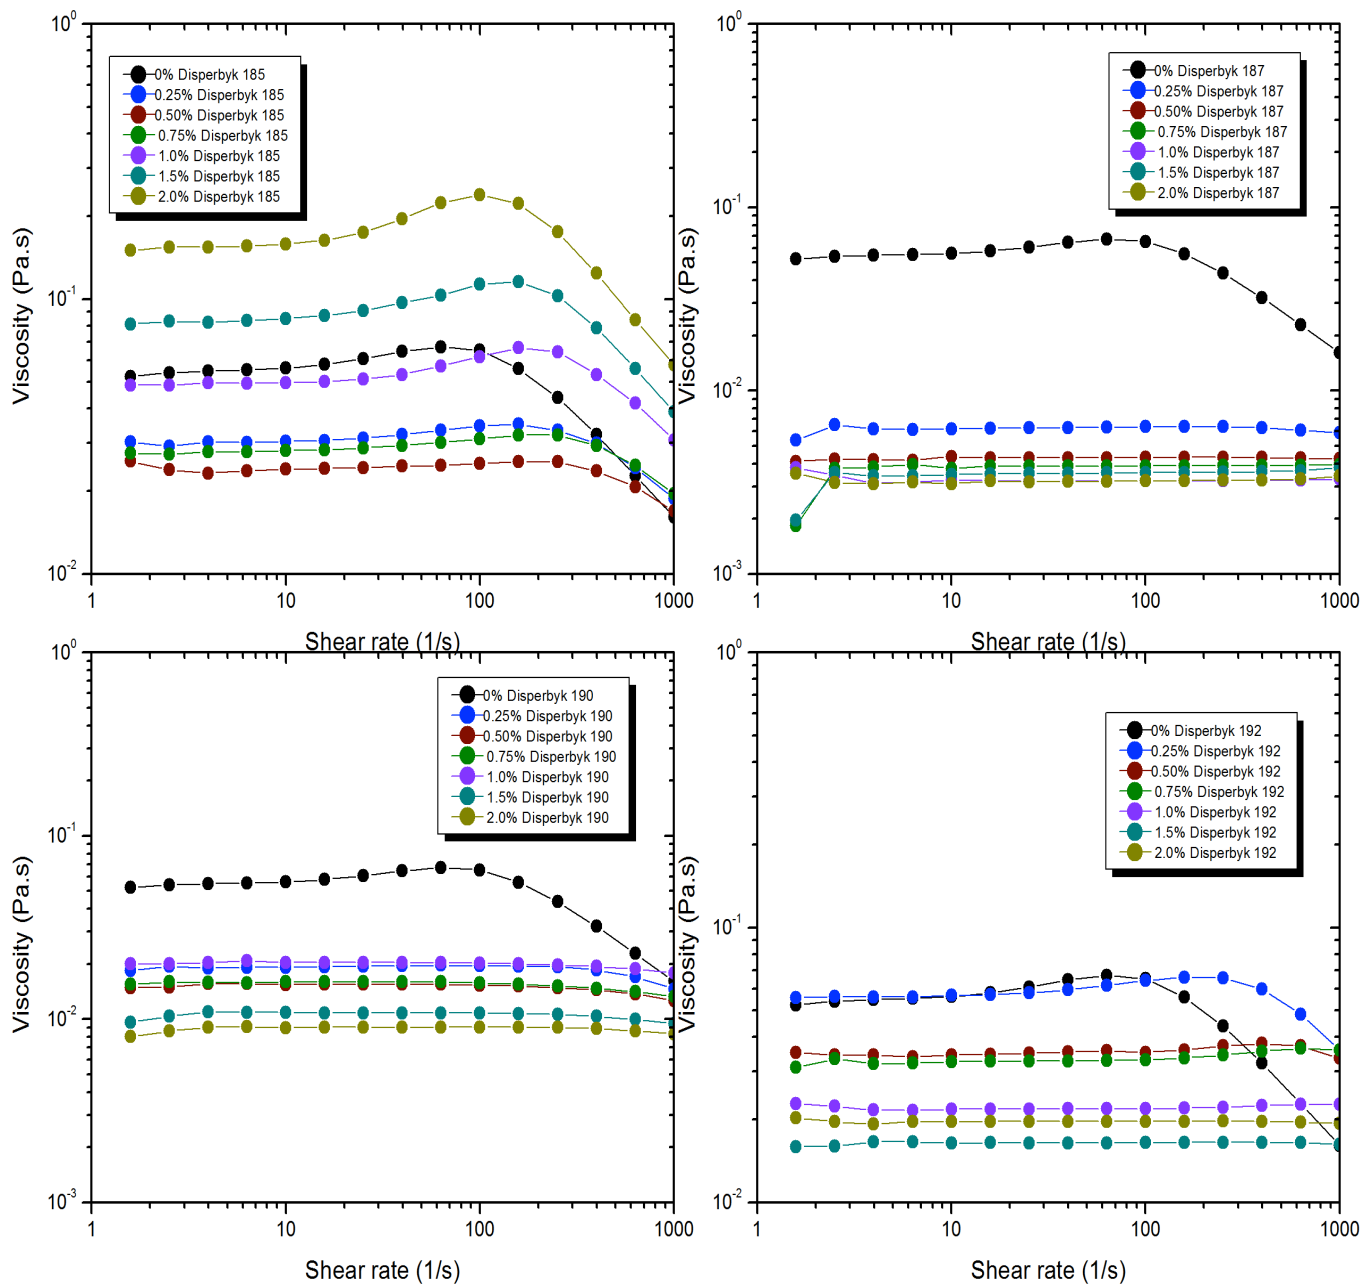 10^0
0% Disperbyk 185
0.25% Disperbyk 185
0.50% Disperbyk 185
0.75% Disperbyk 185
1.0% Disperbyk 185
1.5% Disperbyk 185
2.0% Disperbyk 185
Viscosity (Pa.s)
10^-1
10^-2
1 10 100 1000
Shear rate (1/s)
10^0
0% Disperbyk 187
0.25% Disperbyk 187
0.50% Disperbyk 187
0.75% Disperbyk 187
1.0% Disperbyk 187
1.5% Disperbyk 187
2.0% Disperbyk 187
10^-1
Viscosity (Pa.s)
10^-2
10^-3
1 10 100 1000
Shear rate (1/s)
10^0
0% Disperbyk 190
0.25% Disperbyk 190
0.50% Disperbyk 190
0.75% Disperbyk 190
1.0% Disperbyk 190
1.5% Disperbyk 190
2.0% Disperbyk 190
10^-1
Viscosity (Pa.s)
10^-2
10^-3
1 10 100 1000
Shear rate (1/s)
10^0
0% Disperbyk 192
0.25% Disperbyk 192
0.50% Disperbyk 192
0.75% Disperbyk 192
1.0% Disperbyk 192
1.5% Disperbyk 192
2.0% Disperbyk 192
Viscosity (Pa.s)
10^-1
10^-2
1 10 100 1000
Shear rate (1/s)